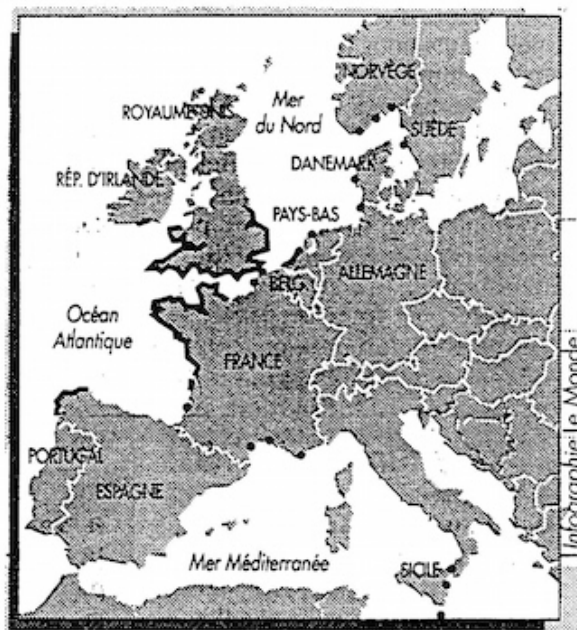 NORVÈGE
ROYAUME-UNIS
Mer
du Nord
SUÈDE
DANEMARK
RÉP. D'IRLANDE
PAYS-BAS
BELG.
ALLEMAGNE
Océan
Atlantique
FRANCE
PORTUGAL
ESPAGNE
Mer Méditerranée
SICILE
Infographie: Le Monde